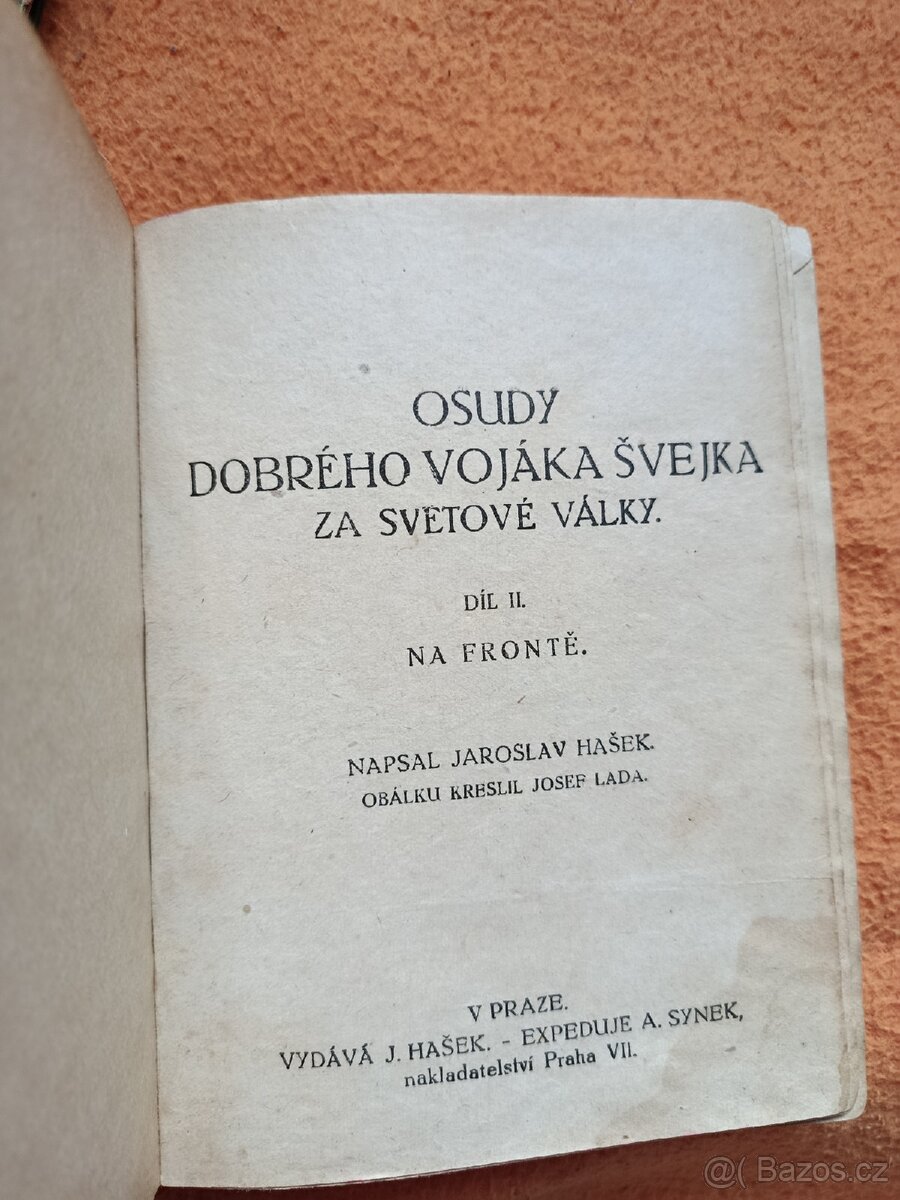 OSUDY
DOBRÉHO VOJÁKA ŠVEJKA
ZA SVĚTOVÉ VÁLKY.
DÍL II.
NA FRONTĚ.
NAPSAL JAROSLAV HAŠEK.
OBÁLKU KRESLIL JOSEF LADA.
V PRAZE.
VYDÁVÁ J. HAŠEK. - EXPEDUJE A. SYNEK,
nakladatelství Praha VII.
@( Bazos.cz